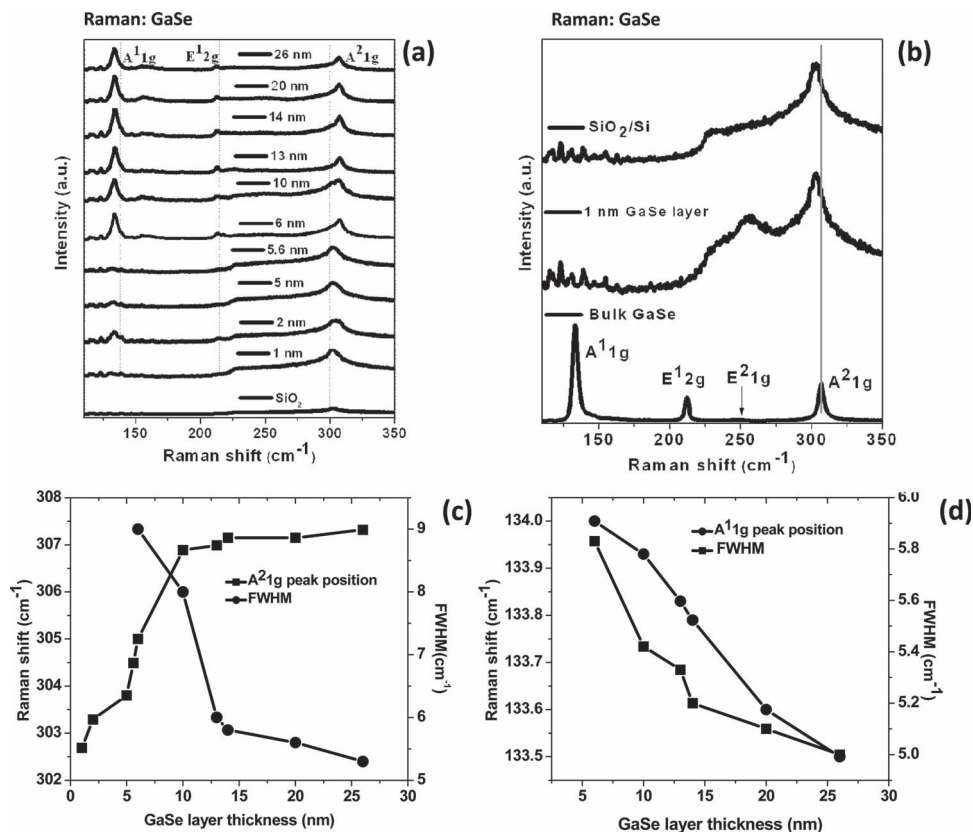 Raman: GaSe
(a)
A¹1g E¹2g 26 nm A²1g
20 nm
14 nm
13 nm
10 nm
6 nm
5.6 nm
5 nm
2 nm
1 nm
SiO₂
Intensity (a.u.)
150 200 250 300 350
Raman shift (cm⁻¹)
Raman: GaSe
(b)
SiO₂/Si
1 nm GaSe layer
Bulk GaSe
A¹1g
E¹2g
E²1g
A²1g
Intensity (a.u.)
150 200 250 300 350
Raman shift (cm⁻¹)
(c)
308
307
306
305
304
303
302
Raman shift (cm⁻¹)
A²1g peak position
FWHM
9
8
7
6
5
FWHM(cm⁻¹)
0 5 10 15 20 25 30
GaSe layer thickness (nm)
(d)
134.0
133.9
133.8
133.7
133.6
133.5
Raman shift (cm⁻¹)
A¹1g peak position
FWHM
6.0
5.8
5.6
5.4
5.2
5.0
FWHM (cm⁻¹)
5 10 15 20 25 30
GaSe layer thickness (nm)